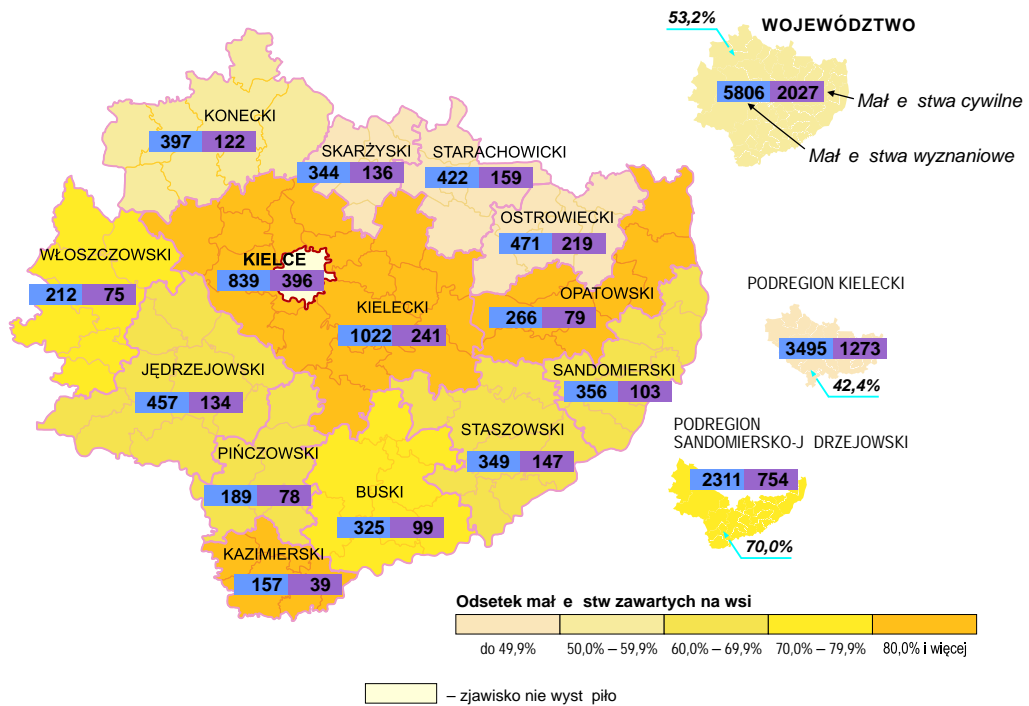 53,2%
WOJEWÓDZTWO
5806 2027
Mał e stwa cywilne
Mał e stwa wyznaniowe
KONECKI
397 122
SKARŻYSKI
344 136
STARACHOWICKI
422 159
OSTROWIECKI
471 219
WŁOSZCZOWSKI
212 75
KIELCE
839 396
KIELECKI
1022 241
OPATOWSKI
266 79
PODREGION KIELECKI
3495 1273
42,4%
JĘDRZEJOWSKI
457 134
SANDOMIERSKI
356 103
STASZOWSKI
349 147
PODREGION
SANDOMIERSKO-J DRZEJOWSKI
2311 754
70,0%
PIŃCZOWSKI
189 78
BUSKI
325 99
KAZIMIERSKI
157 39
Odsetek mał e stw zawartych na wsi
do 49,9% 50,0% – 59,9% 60,0% – 69,9% 70,0% – 79,9% 80,0% i więcej
– zjawisko nie wyst piło